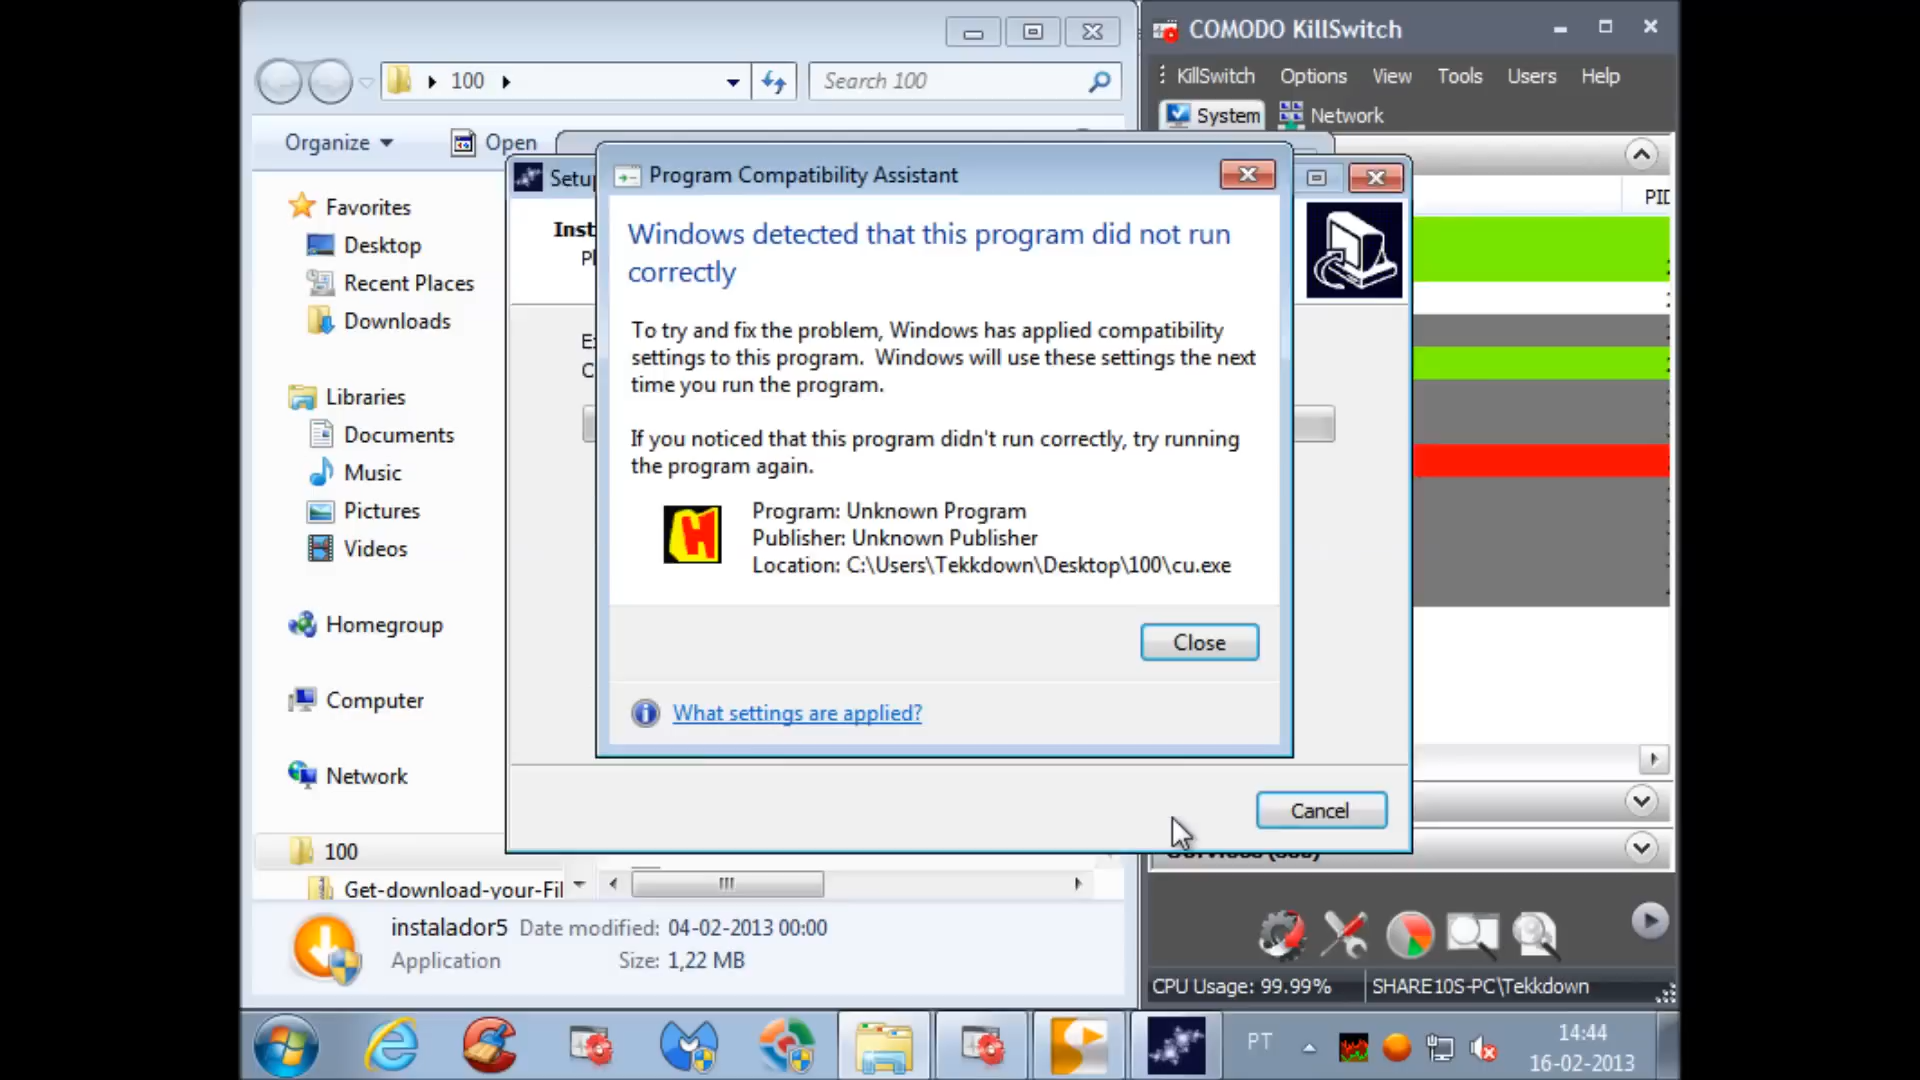 100
Search 100
Organize
Open
Favorites
Desktop
Recent Places
Downloads
Libraries
Documents
Music
Pictures
Videos
Homegroup
Computer
Network
100
Get-download-your-Fil
instalador5 Date modified: 04-02-2013 00:00
Application Size: 1,22 MB
Setu
Inst
Cancel
Program Compatibility Assistant
Windows detected that this program did not run
correctly
To try and fix the problem, Windows has applied compatibility
settings to this program. Windows will use these settings the next
time you run the program.
If you noticed that this program didn't run correctly, try running
the program again.
Program: Unknown Program
Publisher: Unknown Publisher
Location: C:\Users\Tekkdown\Desktop\100\cu.exe
Close
What settings are applied?
COMODO KillSwitch
KillSwitch Options View Tools Users Help
System Network
PID
CPU Usage: 99.99% SHARE10S-PC\Tekkdown
PT
14:44
16-02-2013